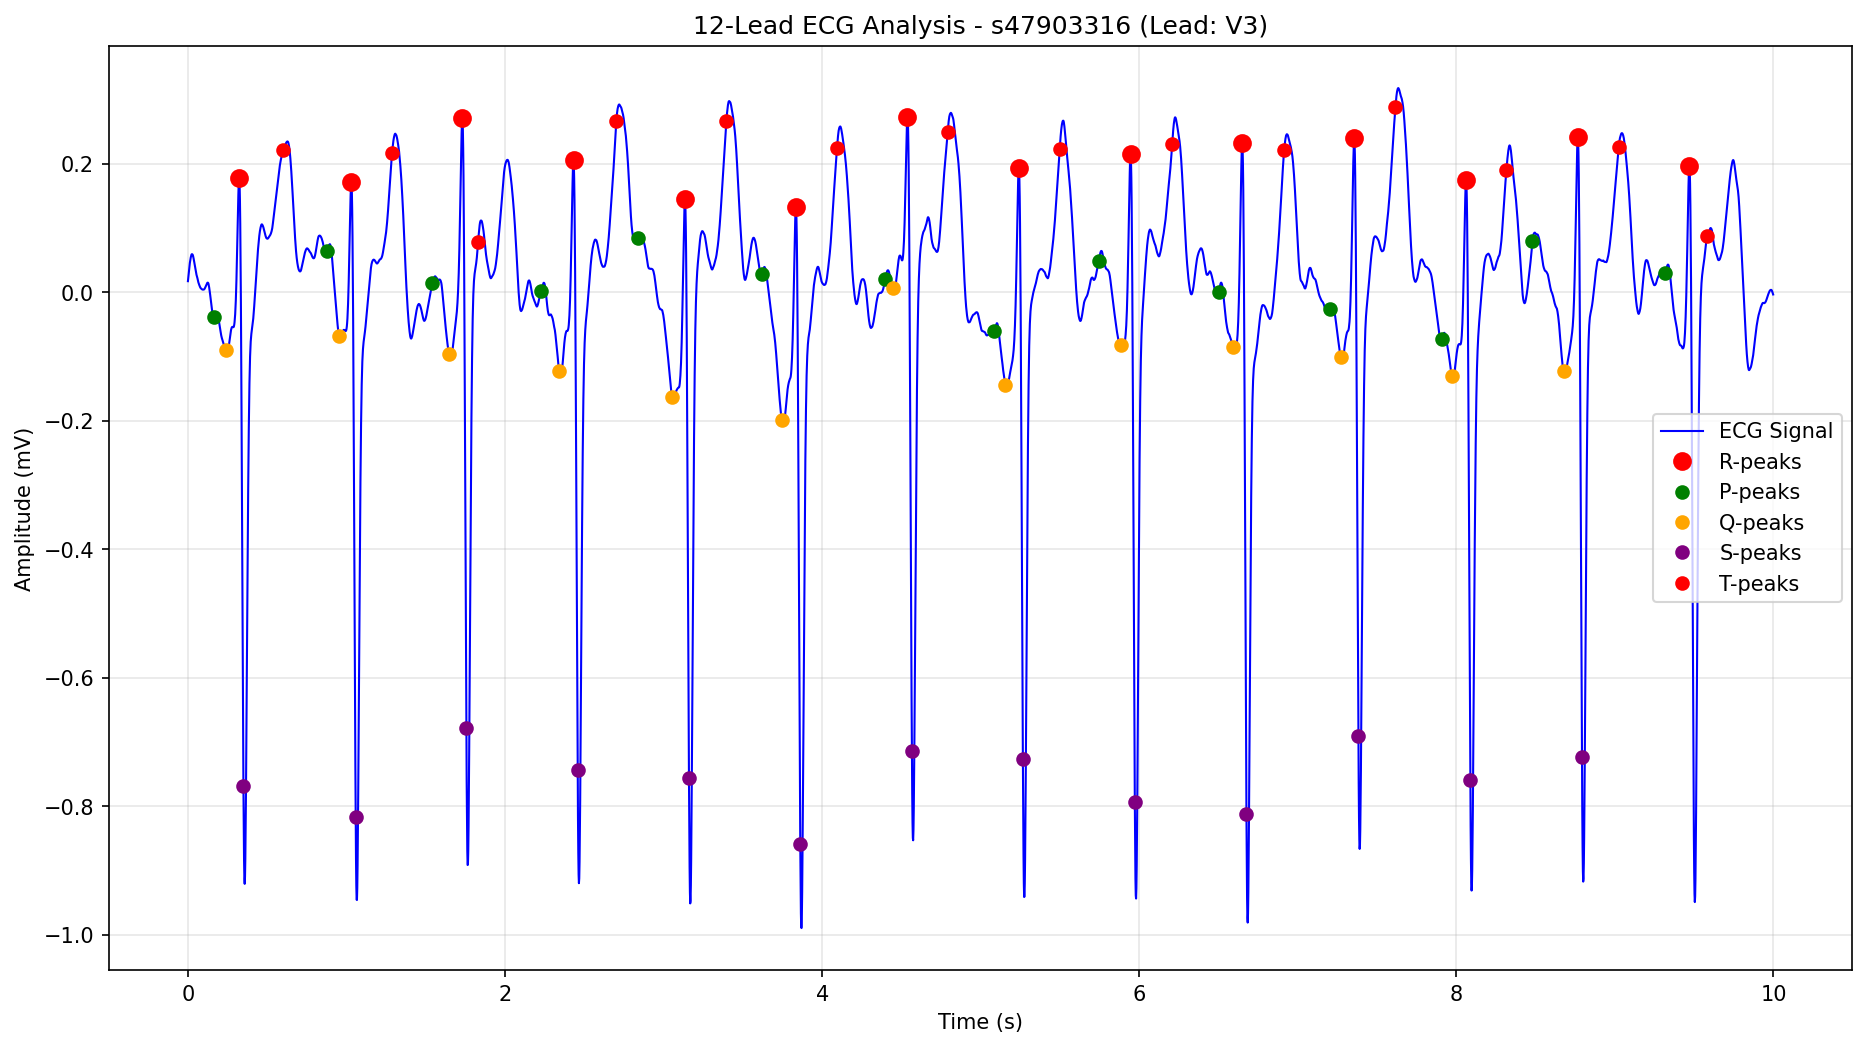 12-Lead ECG Analysis - s47903316 (Lead: V3)
Amplitude (mV)
0.2
0.0
−0.2
−0.4
−0.6
−0.8
−1.0
ECG Signal
R-peaks
P-peaks
Q-peaks
S-peaks
T-peaks
0 2 4 6 8 10
Time (s)